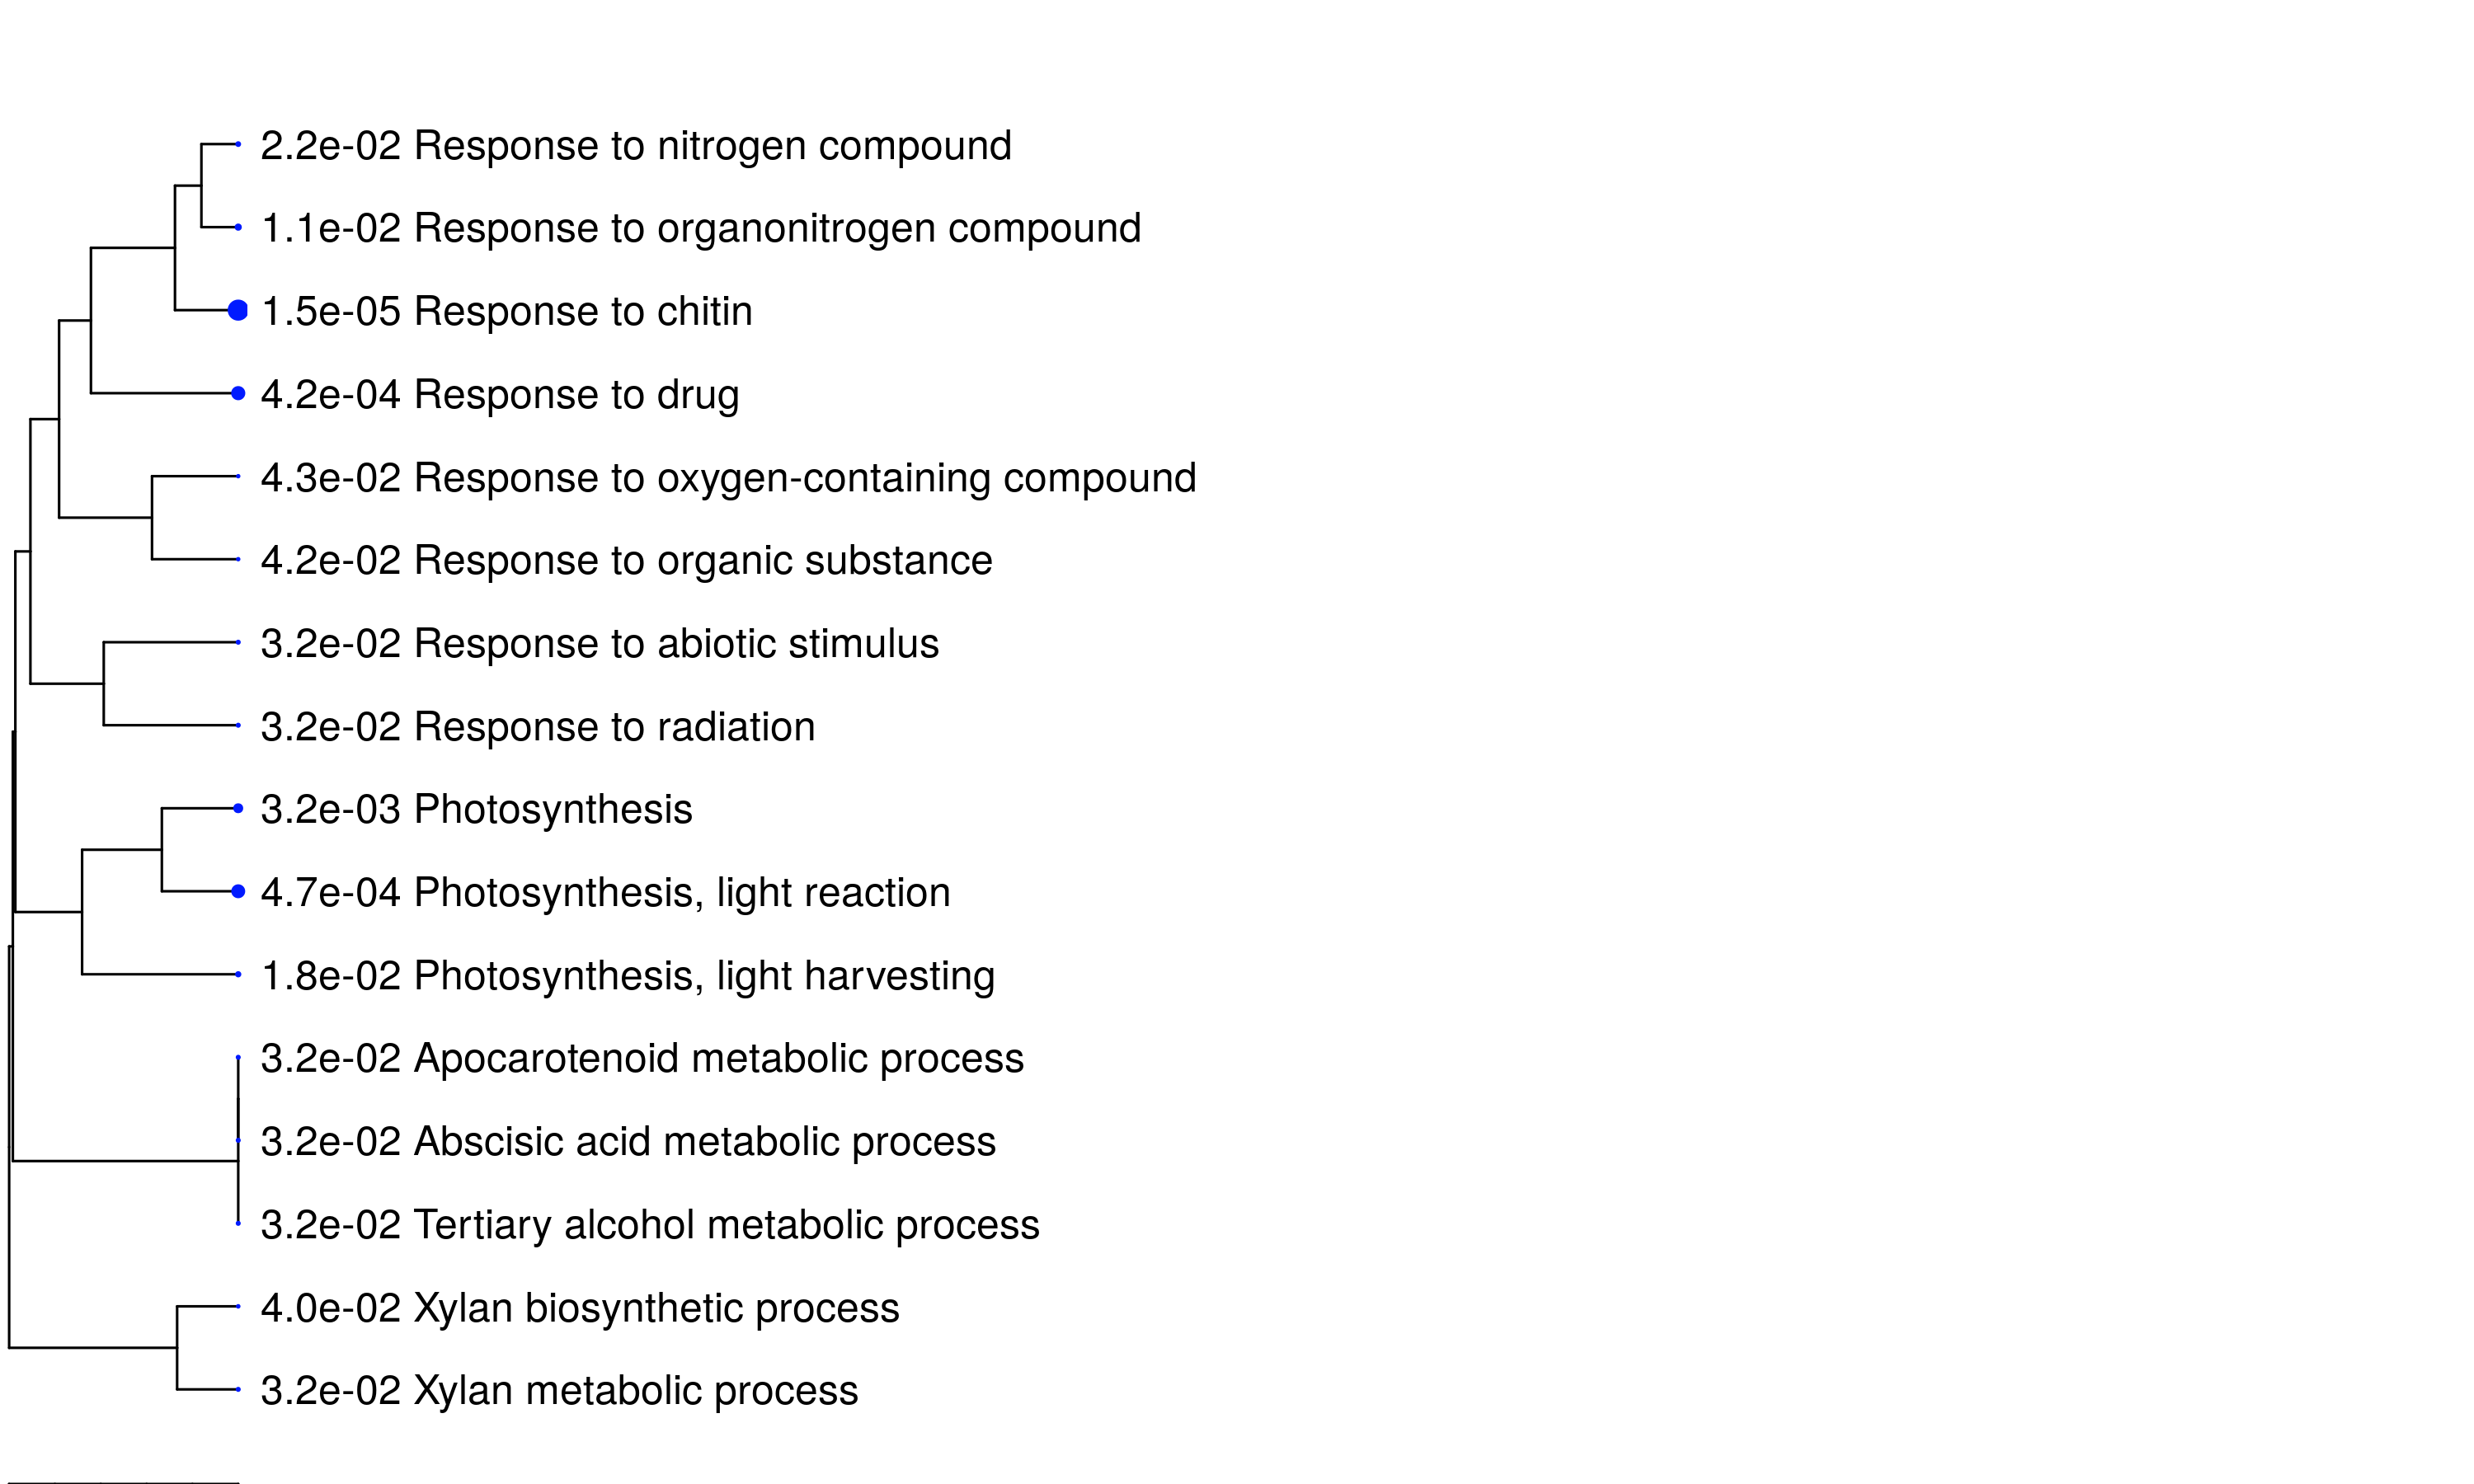 2.2e-02 Response to nitrogen compound
1.1e-02 Response to organonitrogen compound
1.5e-05 Response to chitin
4.2e-04 Response to drug
4.3e-02 Response to oxygen-containing compound
4.2e-02 Response to organic substance
3.2e-02 Response to abiotic stimulus
3.2e-02 Response to radiation
3.2e-03 Photosynthesis
4.7e-04 Photosynthesis, light reaction
1.8e-02 Photosynthesis, light harvesting
3.2e-02 Apocarotenoid metabolic process
3.2e-02 Abscisic acid metabolic process
3.2e-02 Tertiary alcohol metabolic process
4.0e-02 Xylan biosynthetic process
3.2e-02 Xylan metabolic process